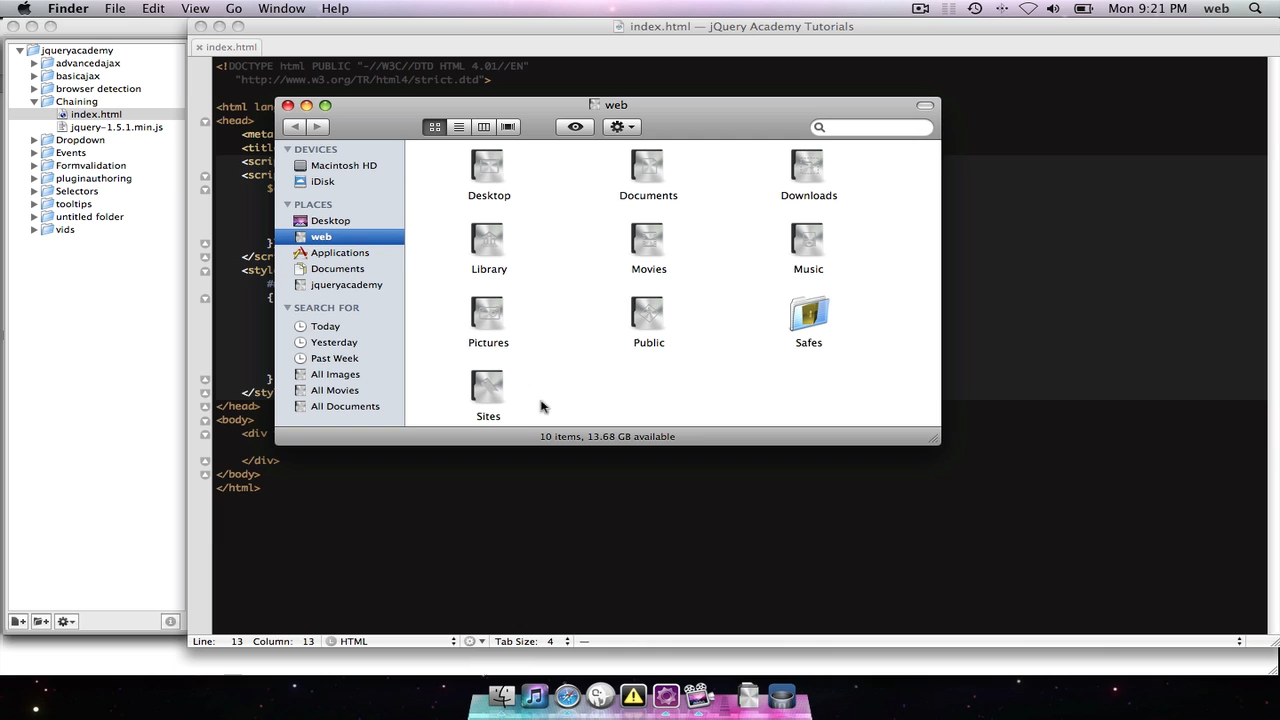 Finder File Edit View Go Window Help Mon 9:21 PM web
index.html — jQuery Academy Tutorials
index.html
jqueryacademy
advancedajax
basicajax
browser detection
Chaining
index.html
jquery-1.5.1.min.js
Dropdown
Events
Formvalidation
pluginauthoring
Selectors
tooltips
untitled folder
vids
<!DOCTYPE html PUBLIC "-//W3C//DTD HTML 4.01//EN"
"http://www.w3.org/TR/html4/strict.dtd">
<html lan
<head>
<meta
<titl
<scri
<scri
$
}
</scr
<styl
#
{
}
</sty
</head>
<body>
<div
</div>
</body>
</html>
web
DEVICES
Macintosh HD
iDisk
PLACES
Desktop
web
Applications
Documents
jqueryacademy
SEARCH FOR
Today
Yesterday
Past Week
All Images
All Movies
All Documents
Desktop Documents Downloads
Library Movies Music
Pictures Public Safes
Sites
10 items, 13.68 GB available
Line: 13 Column: 13 HTML Tab Size: 4 —